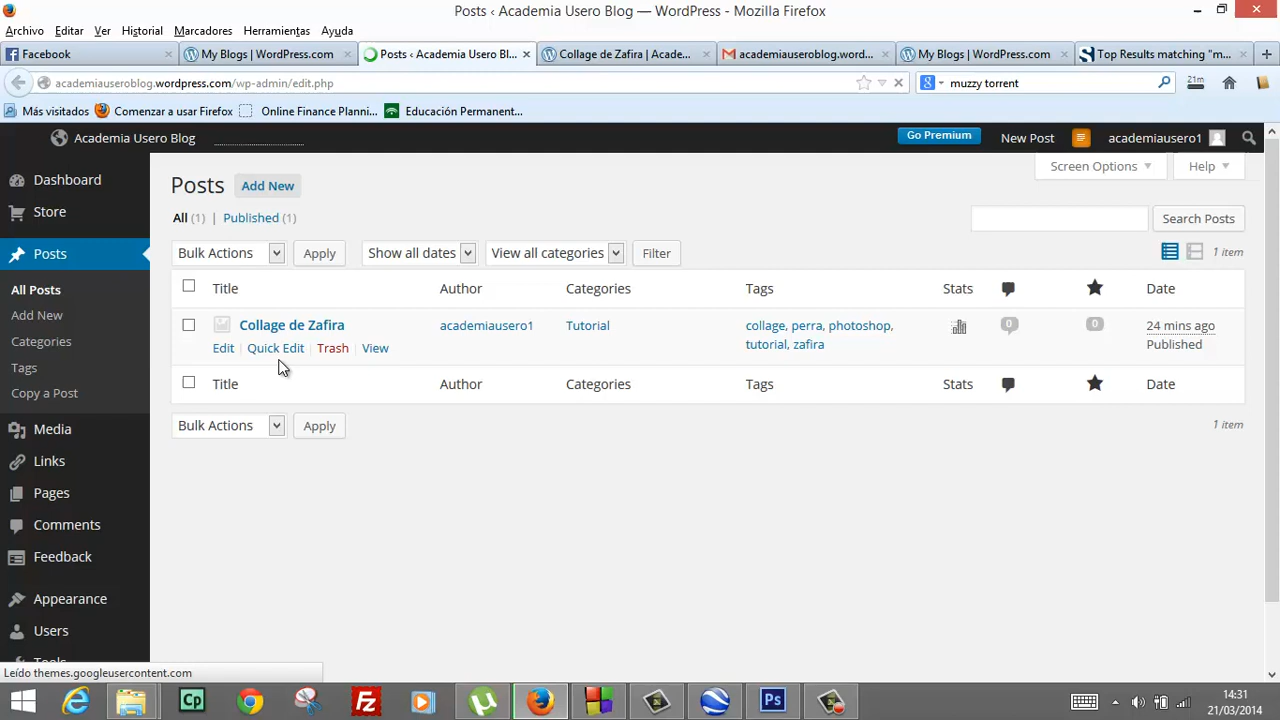 Posts ‹ Academia Usero Blog — WordPress - Mozilla Firefox
Archivo Editar Ver Historial Marcadores Herramientas Ayuda
Facebook × My Blogs | WordPress.com × Posts ‹ Academia Usero Bl... × Collage de Zafira | Acade... × academiauseroblog.word... × My Blogs | WordPress.com × Top Results matching "m... × +
academiauseroblog.wordpress.com/wp-admin/edit.php muzzy torrent 21m
Más visitados Comenzar a usar Firefox Online Finance Planni... Educación Permanent...
Academia Usero Blog Go Premium New Post academiausero1
Screen Options Help
Dashboard
Store
Posts
All Posts
Add New
Categories
Tags
Copy a Post
Media
Links
Pages
Comments
Feedback
Appearance
Users
Tools
Posts Add New
All (1) | Published (1)
Search Posts
Bulk Actions Apply Show all dates View all categories Filter 1 item
Title Author Categories Tags Stats Date
Collage de Zafira academiausero1 Tutorial collage, perra, photoshop, 0 0 24 mins ago
tutorial, zafira Published
Edit | Quick Edit | Trash | View
Title Author Categories Tags Stats Date
Bulk Actions Apply 1 item
Leído themes.googleusercontent.com
Cp Fz Ps
14:31
21/03/2014